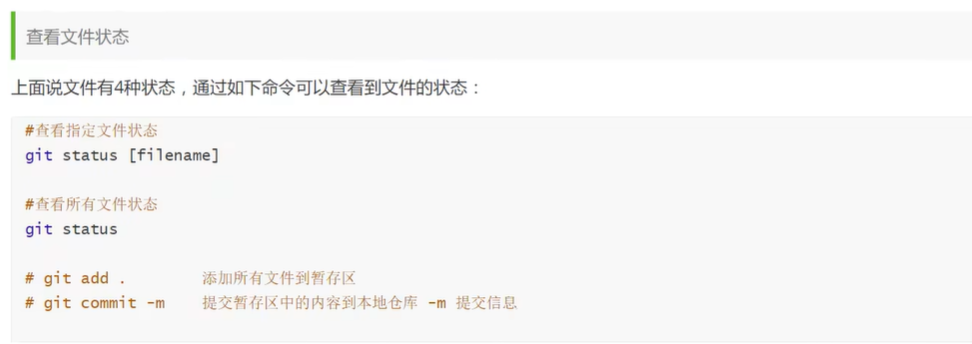 查看文件状态
上面说文件有4种状态，通过如下命令可以查看到文件的状态：
#查看指定文件状态
git status [filename]
#查看所有文件状态
git status
# git add .        添加所有文件到暂存区
# git commit -m    提交暂存区中的内容到本地仓库 -m 提交信息